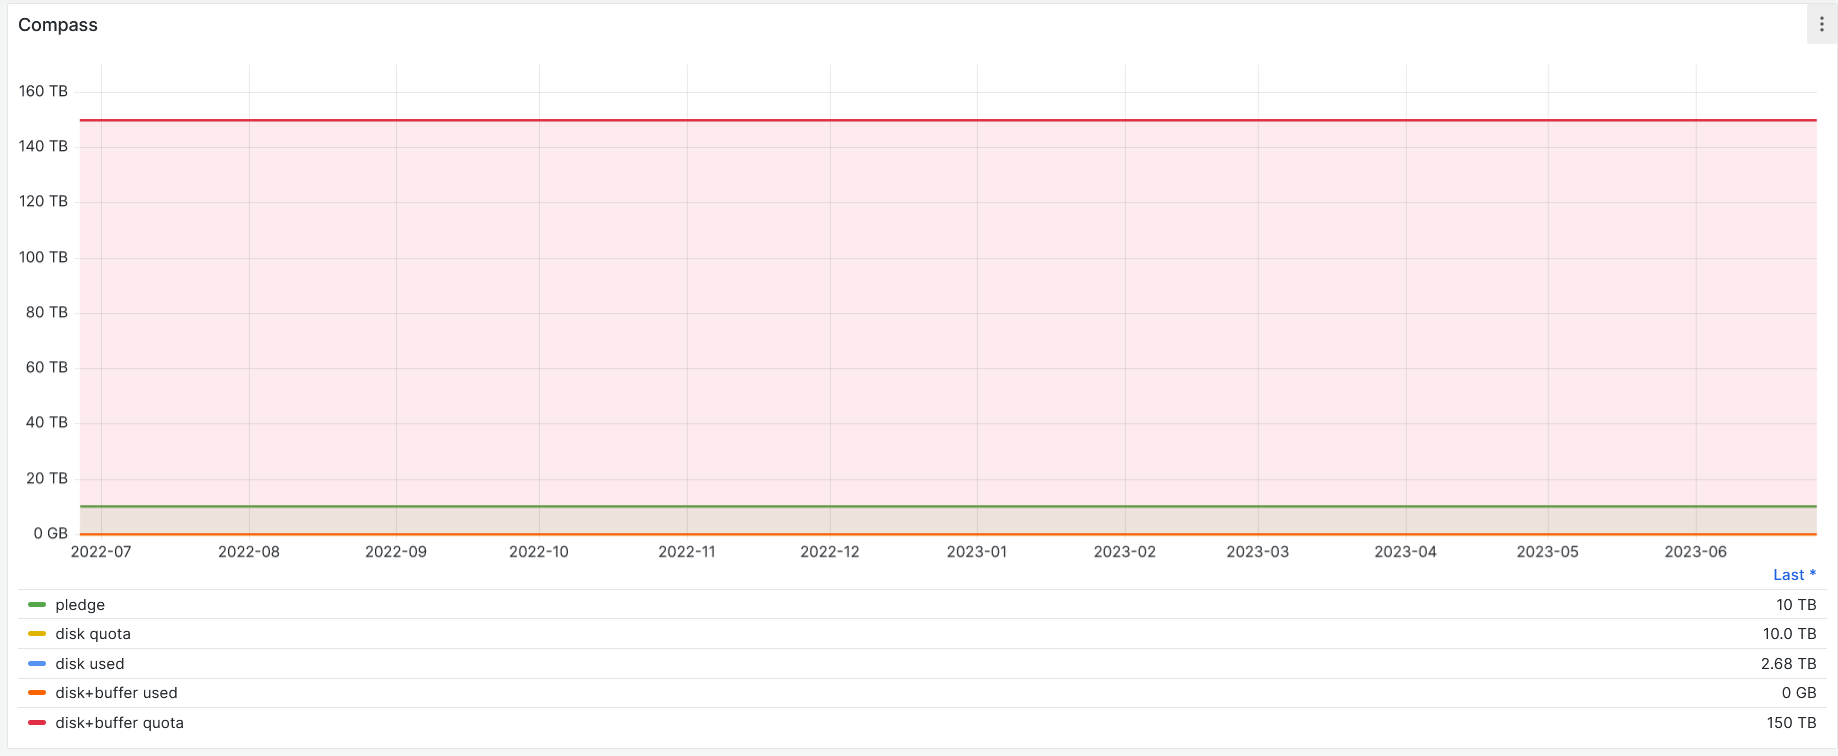 Compass
160 TB
140 TB
120 TB
100 TB
80 TB
60 TB
40 TB
20 TB
0 GB
2022-07 2022-08 2022-09 2022-10 2022-11 2022-12 2023-01 2023-02 2023-03 2023-04 2023-05 2023-06
Last *
pledge 10 TB
disk quota 10.0 TB
disk used 2.68 TB
disk+buffer used 0 GB
disk+buffer quota 150 TB